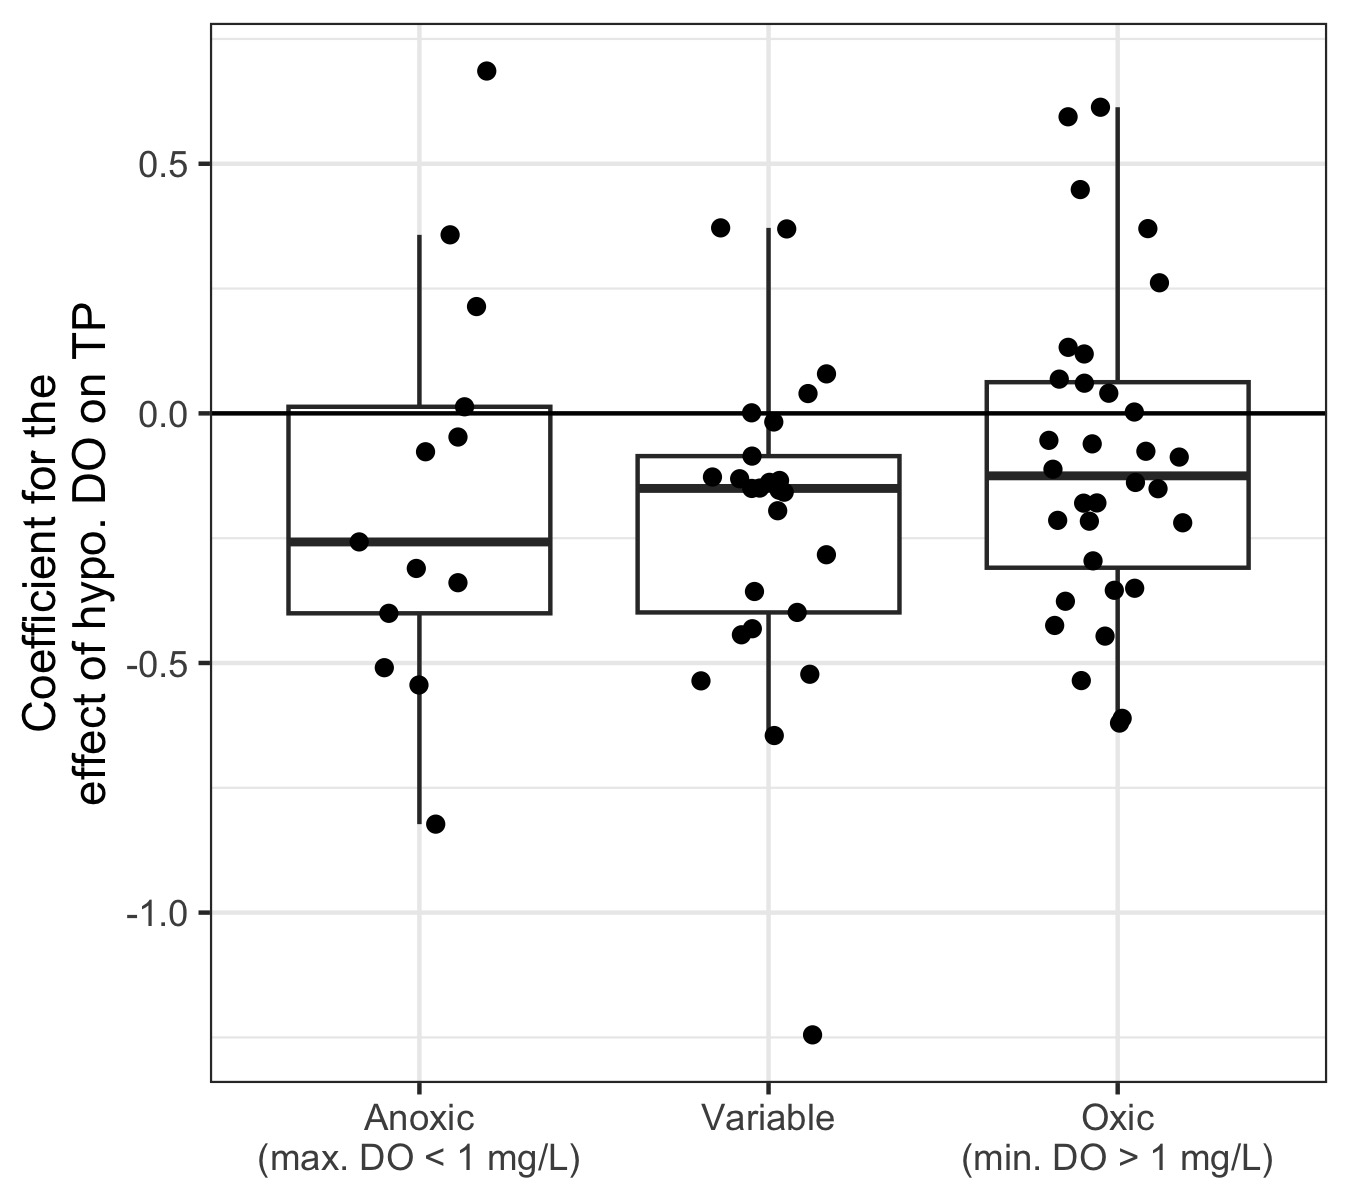 Coefficient for the
effect of hypo. DO on TP
0.5
0.0
-0.5
-1.0
Anoxic
(max. DO < 1 mg/L)
Variable
Oxic
(min. DO > 1 mg/L)